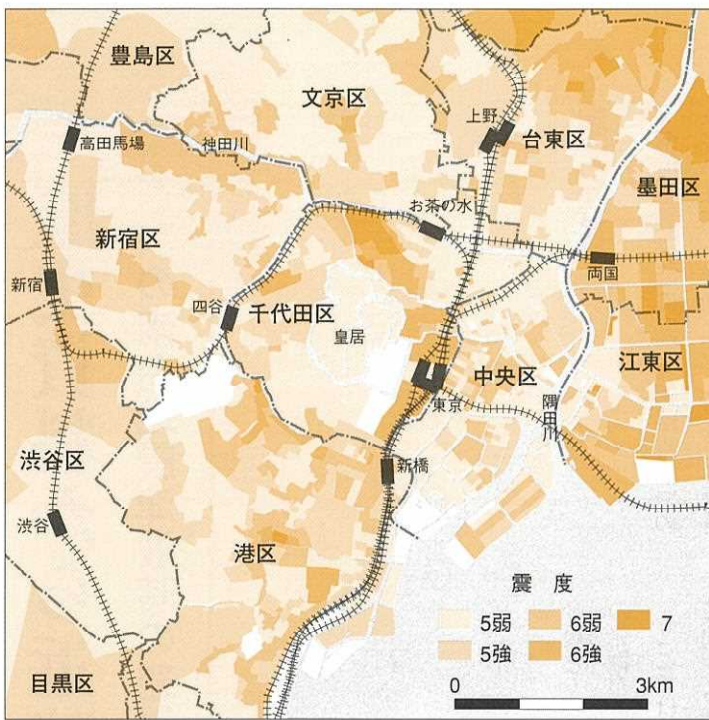 豊島区
文京区
上野
台東区
高田馬場
神田川
墨田区
お茶の水
新宿区
両国
新宿
四谷
千代田区
皇居
江東区
中央区
東京
隅田川
渋谷区
新橋
渋谷
港区
震度
5弱
6弱
7
5強
6強
目黒区
0
3km